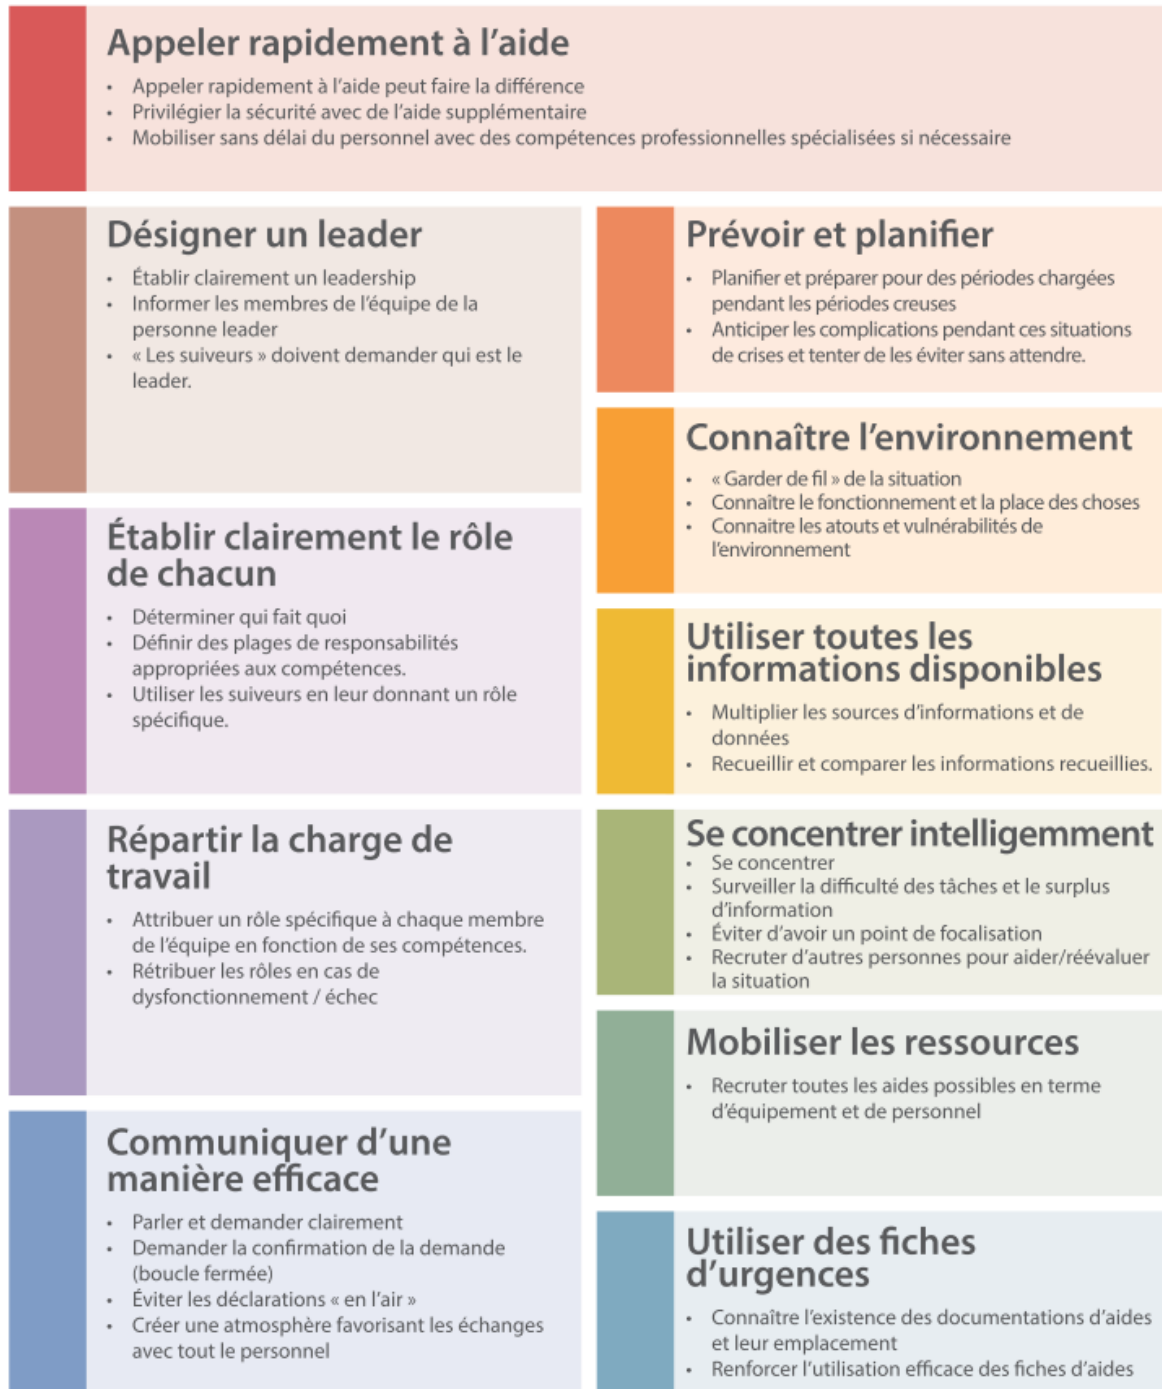 Appeler rapidement à l'aide
• Appeler rapidement à l'aide peut faire la différence
• Privilégier la sécurité avec de l'aide supplémentaire
• Mobiliser sans délai du personnel avec des compétences professionnelles spécialisées si nécessaire
Désigner un leader
• Établir clairement un leadership
• Informer les membres de l'équipe de la
personne leader
• « Les suiveurs » doivent demander qui est le
leader.
Établir clairement le rôle
de chacun
• Déterminer qui fait quoi
• Définir des plages de responsabilités
appropriées aux compétences.
• Utiliser les suiveurs en leur donnant un rôle
spécifique.
Répartir la charge de
travail
• Attribuer un rôle spécifique à chaque membre
de l'équipe en fonction de ses compétences.
• Rétribuer les rôles en cas de
dysfonctionnement / échec
Communiquer d'une
manière efficace
• Parler et demander clairement
• Demander la confirmation de la demande
(boucle fermée)
• Éviter les déclarations « en l'air »
• Créer une atmosphère favorisant les échanges
avec tout le personnel
Prévoir et planifier
• Planifier et préparer pour des périodes chargées
pendant les périodes creuses
• Anticiper les complications pendant ces situations
de crises et tenter de les éviter sans attendre.
Connaître l'environnement
• « Garder de fil » de la situation
• Connaître le fonctionnement et la place des choses
• Connaitre les atouts et vulnérabilités de
l'environnement
Utiliser toutes les
informations disponibles
• Multiplier les sources d'informations et de
données
• Recueillir et comparer les informations recueillies.
Se concentrer intelligemment
• Se concentrer
• Surveiller la difficulté des tâches et le surplus
d'information
• Éviter d'avoir un point de focalisation
• Recruter d'autres personnes pour aider/réévaluer
la situation
Mobiliser les ressources
• Recruter toutes les aides possibles en terme
d'équipement et de personnel
Utiliser des fiches
d'urgences
• Connaître l'existence des documentations d'aides
et leur emplacement
• Renforcer l'utilisation efficace des fiches d'aides